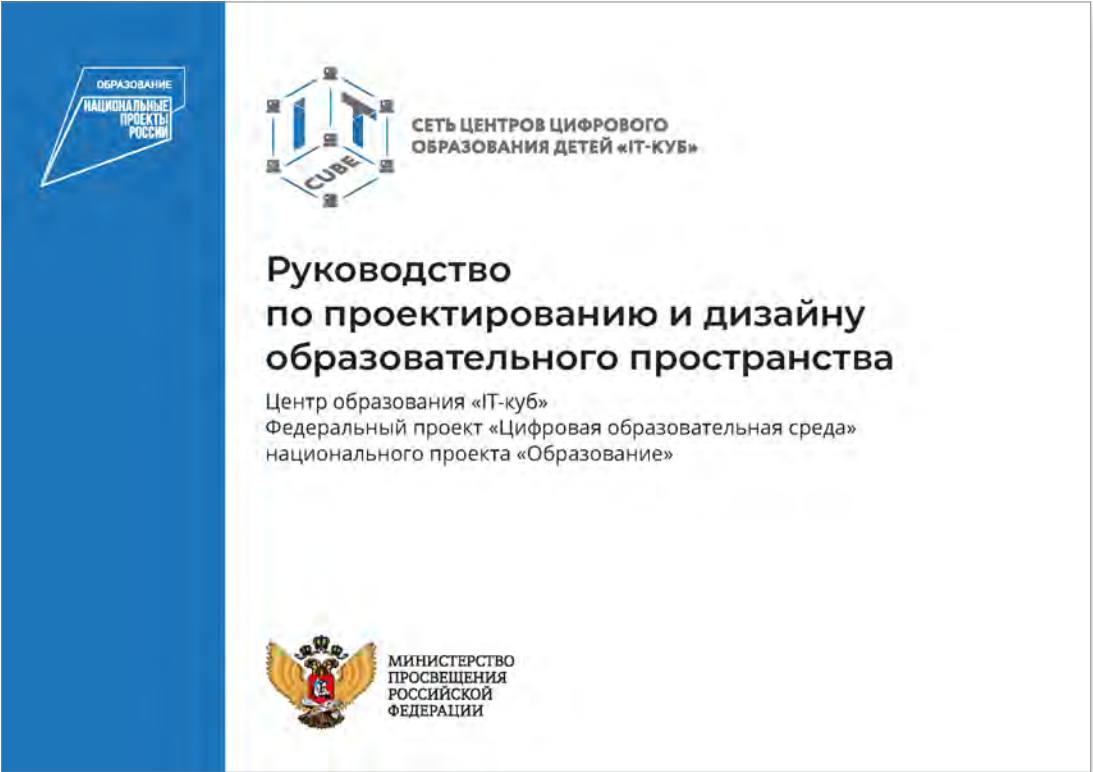 ОБРАЗОВАНИЕ
НАЦИОНАЛЬНЫЕ
ПРОЕКТЫ
РОССИИ
IT
CUBE
СЕТЬ ЦЕНТРОВ ЦИФРОВОГО
ОБРАЗОВАНИЯ ДЕТЕЙ «IT-КУБ»
Руководство
по проектированию и дизайну
образовательного пространства
Центр образования «IT-куб»
Федеральный проект «Цифровая образовательная среда»
национального проекта «Образование»
МИНИСТЕРСТВО
ПРОСВЕЩЕНИЯ
РОССИЙСКОЙ
ФЕДЕРАЦИИ